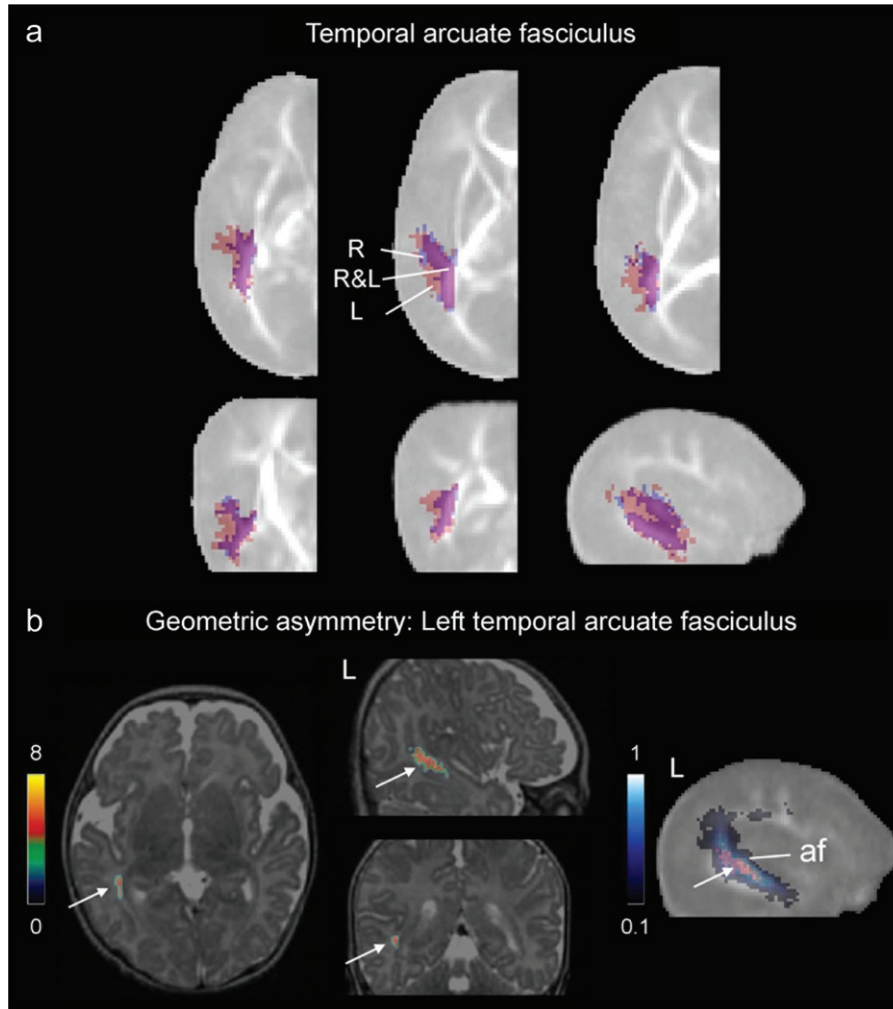 a
Temporal arcuate fasciculus
R
R&L
L
b
Geometric asymmetry: Left temporal arcuate fasciculus
L
8
0
1
0.1
L
af